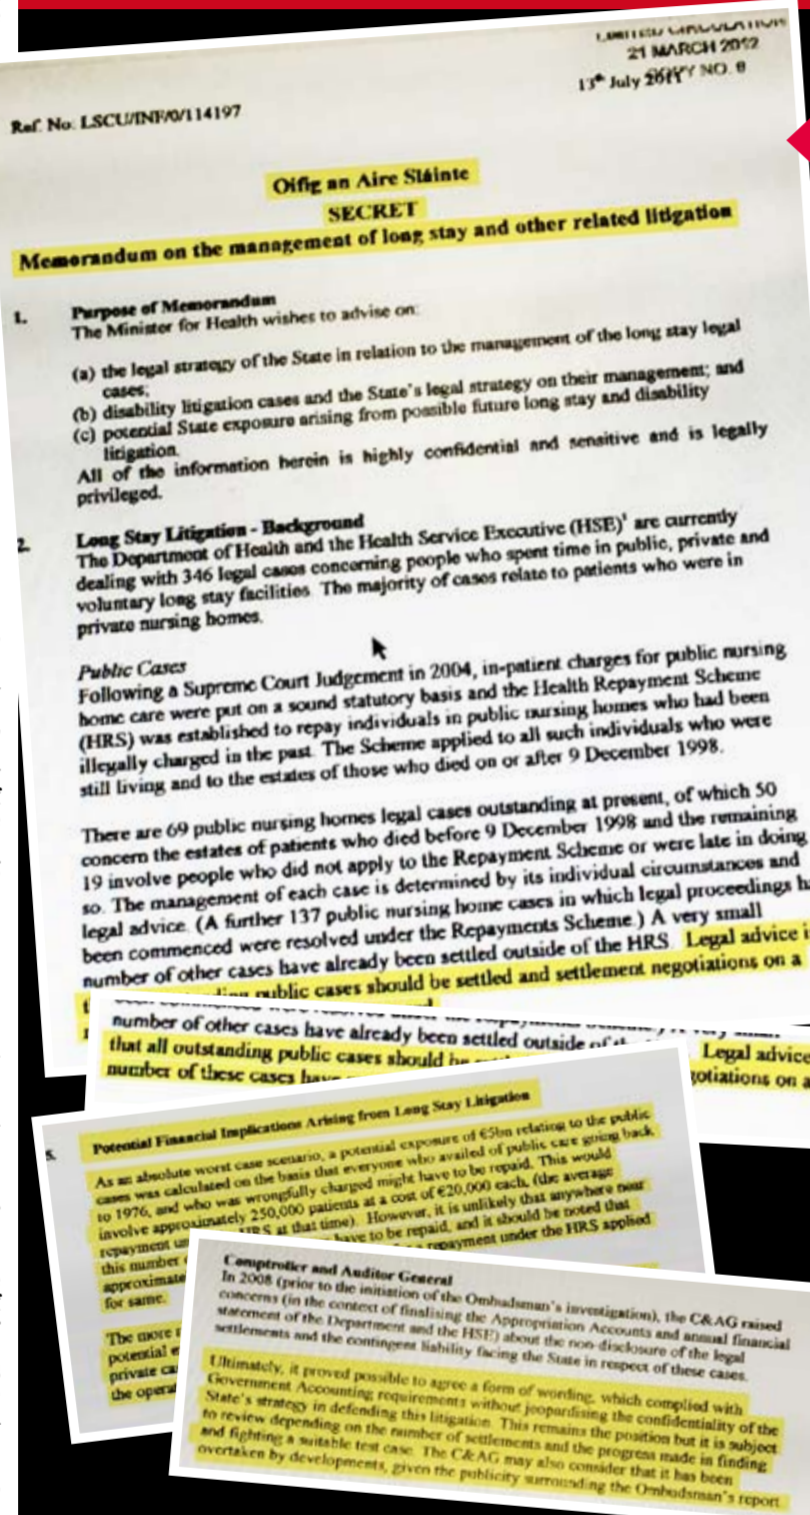 LIMITED CIRCULATION
21 MARCH 2012
COPY NO. 8
13th July 2011
Ref. No: LSCU/INF/0/114197
Oifig an Aire Sláinte
SECRET
Memorandum on the management of long stay and other related litigation
1. Purpose of Memorandum
The Minister for Health wishes to advise on:
(a) the legal strategy of the State in relation to the management of the long stay legal
cases;
(b) disability litigation cases and the State's legal strategy on their management; and
(c) potential State exposure arising from possible future long stay and disability
litigation.
All of the information herein is highly confidential and sensitive and is legally
privileged.
2. Long Stay Litigation - Background
The Department of Health and the Health Service Executive (HSE)¹ are currently
dealing with 346 legal cases concerning people who spent time in public, private and
voluntary long stay facilities. The majority of cases relate to patients who were in
private nursing homes.
Public Cases
Following a Supreme Court Judgement in 2004, in-patient charges for public nursing
home care were put on a sound statutory basis and the Health Repayment Scheme
(HRS) was established to repay individuals in public nursing homes who had been
illegally charged in the past. The Scheme applied to all such individuals who were
still living and to the estates of those who died on or after 9 December 1998.
There are 69 public nursing homes legal cases outstanding at present, of which 50
concern the estates of patients who died before 9 December 1998 and the remaining
19 involve people who did not apply to the Repayment Scheme or were late in doing
so. The management of each case is determined by its individual circumstances and
legal advice. (A further 137 public nursing home cases in which legal proceedings ha
been commenced were resolved under the Repayments Scheme.) A very small
number of other cases have already been settled outside of the HRS. Legal advice i
public cases should be settled and settlement negotiations on a
number of other cases have already been settled outside of Legal advice
that all outstanding public cases should be gotiations on a
number of these cases have
5. Potential Financial Implications Arising from Long Stay Litigation
As an absolute worst case scenario, a potential exposure of €5bn relating to the public
cases was calculated on the basis that everyone who availed of public care going back
to 1976, and who was wrongfully charged might have to be repaid. This would
involve approximately 250,000 patients at a cost of €20,000 each, (the average
repayment un HRS at that time). However, it is unlikely that anywhere near
this number have to be repaid, and it should be noted that
approximate repayment under the HRS applied
for same.
The more
potential e
private ca
the operat
Comptroller and Auditor General
In 2008 (prior to the initiation of the Ombudsman's investigation), the C&AG raised
concerns (in the context of finalising the Appropriation Accounts and annual financial
statement of the Department and the HSE) about the non-disclosure of the legal
settlements and the contingent liability facing the State in respect of these cases.
Ultimately, it proved possible to agree a form of wording, which complied with
Government Accounting requirements without jeopardising the confidentiality of the
State's strategy in defending this litigation. This remains the position but it is subject
to review depending on the number of settlements and the progress made in finding
and fighting a suitable test case. The C&AG may also consider that it has been
overtaken by developments, given the publicity surrounding the Ombudsman's report.